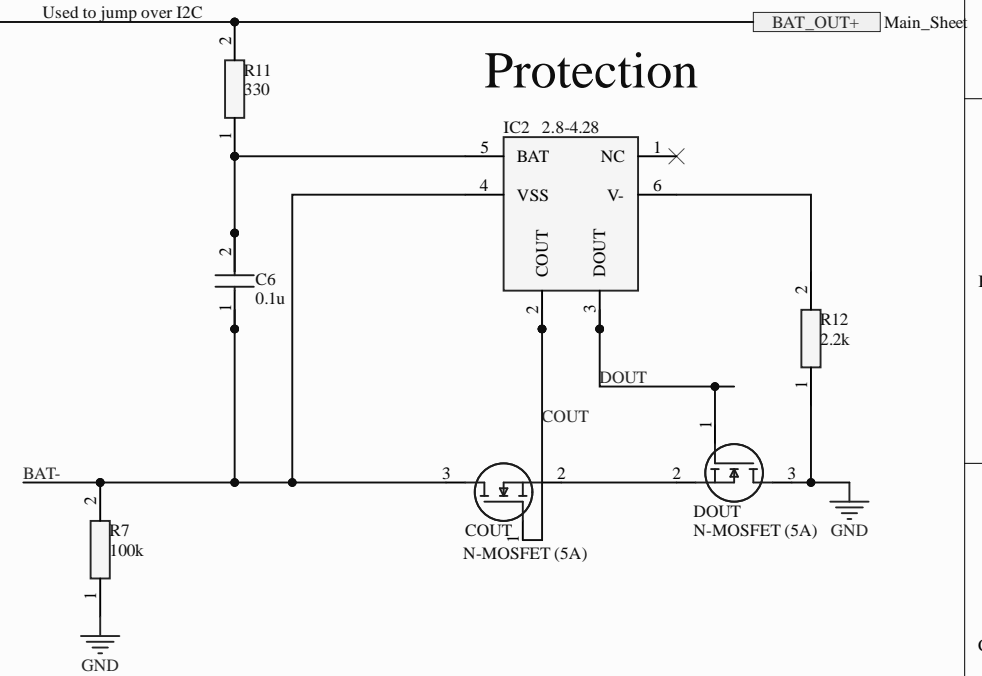 Used to jump over I2C
BAT_OUT+ Main_Sheet
2
R11
330
1
Protection
IC2 2.8-4.28
5 BAT NC 1
4 VSS V- 6
COUT DOUT
2 3
2
C6
0.1u
1
2
R12
2.2k
1
DOUT
COUT
1
BAT-
3 2 2 3
COUT
1
N-MOSFET (5A)
DOUT
N-MOSFET (5A)
GND
2
R7
100k
1
GND